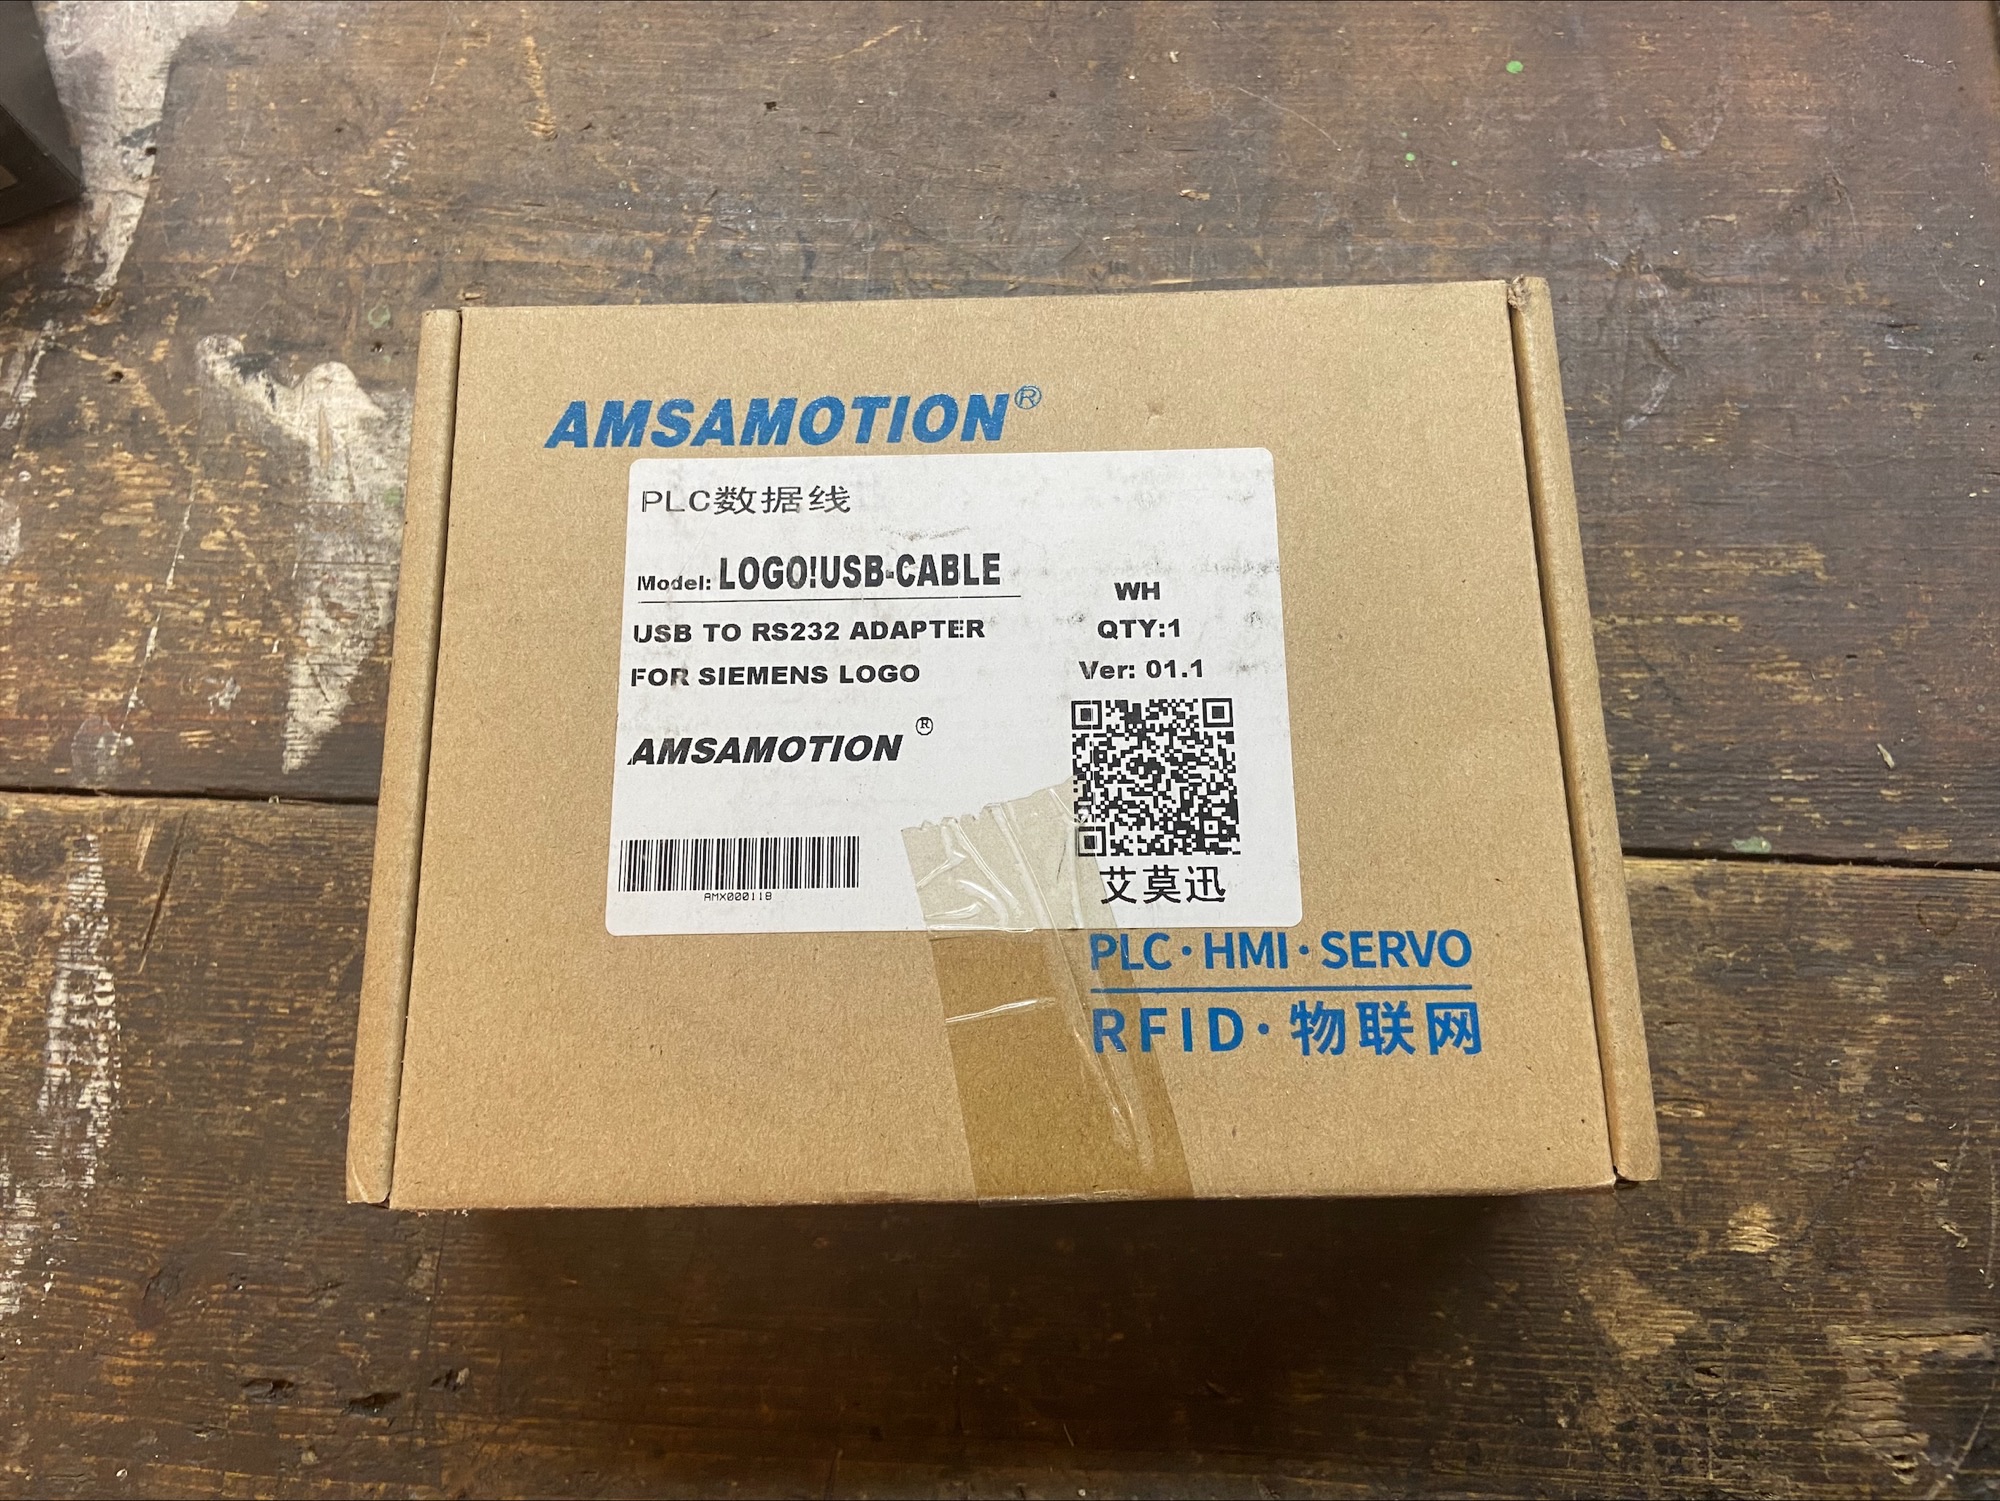 AMSAMOTION®
PLC数据线
Model: LOGO!USB-CABLE
USB TO RS232 ADAPTER
FOR SIEMENS LOGO
AMSAMOTION ®
AMX000118
WH
QTY:1
Ver: 01.1
艾莫迅
PLC·HMI·SERVO
RFID·物联网